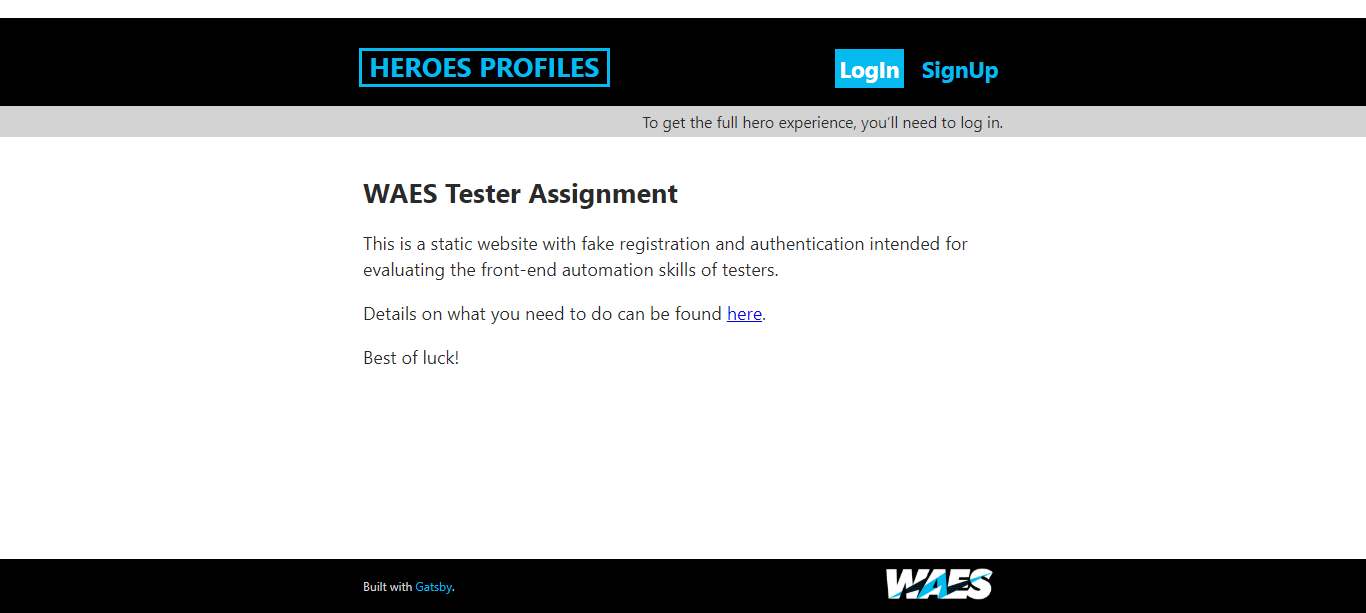 HEROES PROFILES
LogIn SignUp
To get the full hero experience, you’ll need to log in.
WAES Tester Assignment
This is a static website with fake registration and authentication intended for
evaluating the front-end automation skills of testers.
Details on what you need to do can be found here.
Best of luck!
Built with Gatsby.
WAES